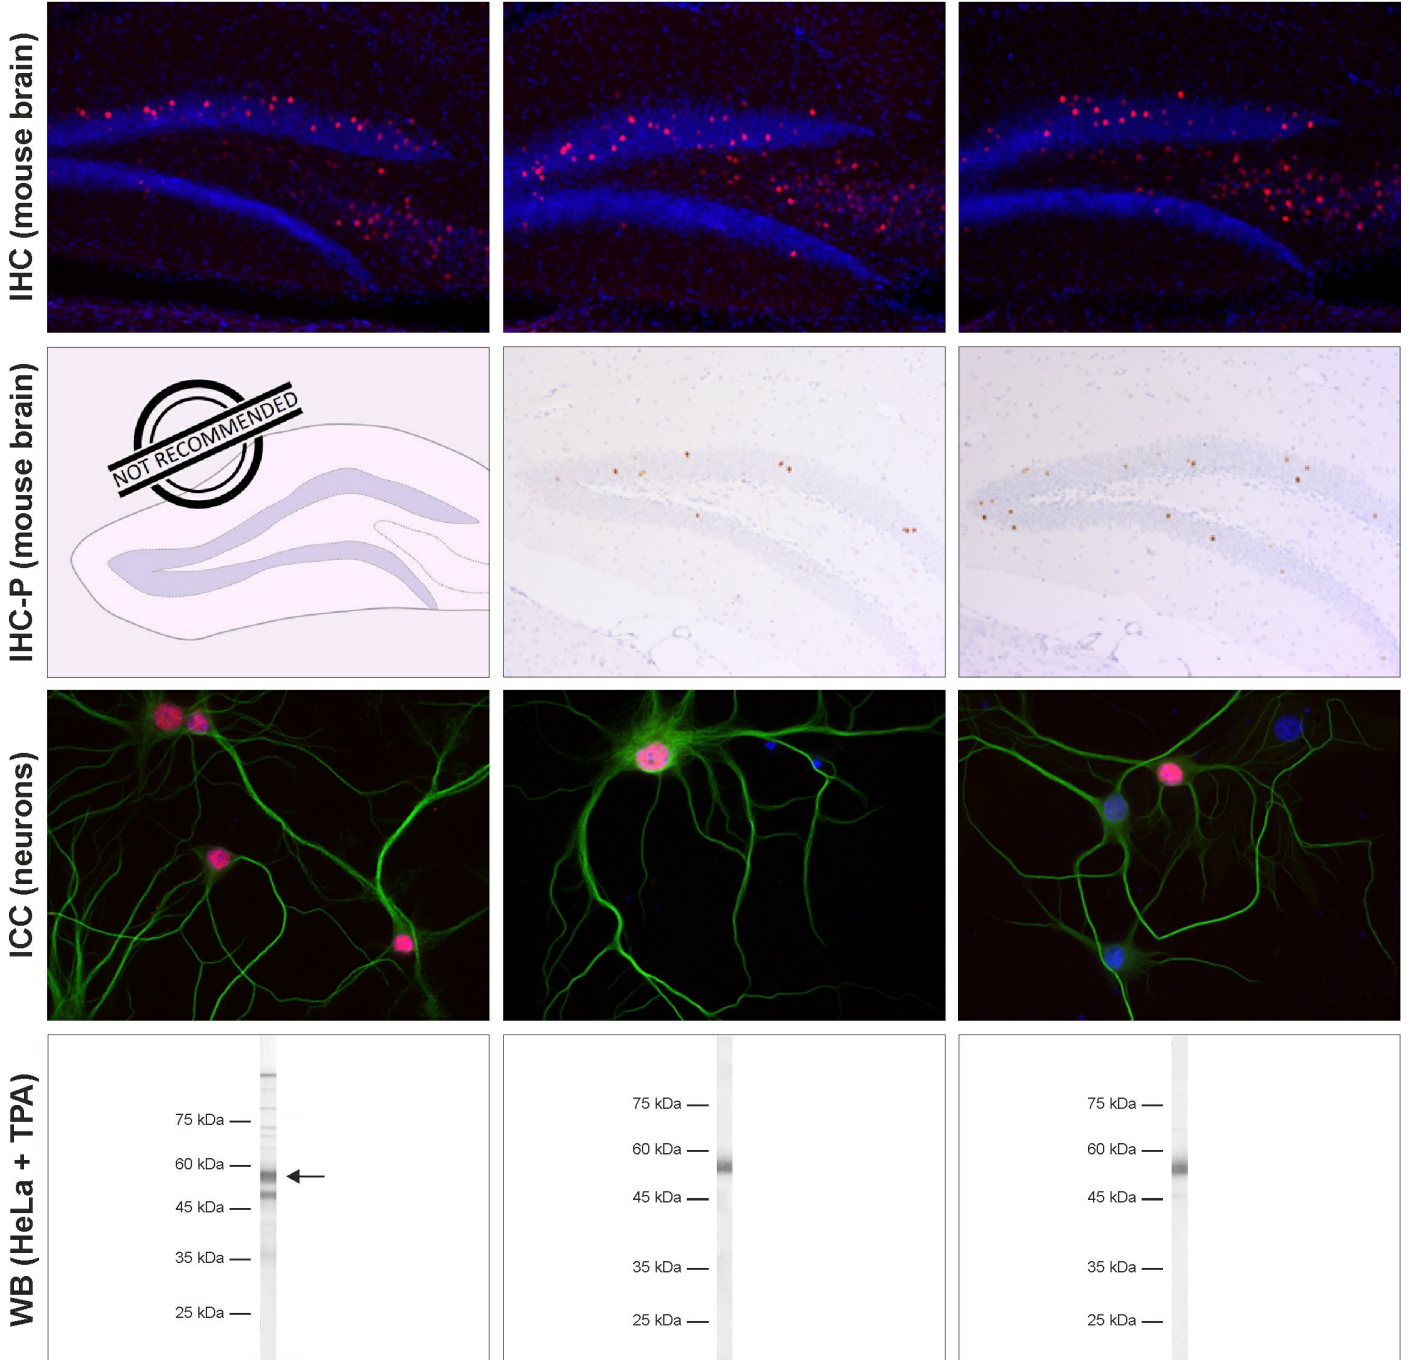 IHC (mouse brain)
IHC-P (mouse brain)
NOT RECOMMENDED
ICC (neurons)
WB (HeLa + TPA)
75 kDa
60 kDa
45 kDa
35 kDa
25 kDa
75 kDa
60 kDa
45 kDa
35 kDa
25 kDa
75 kDa
60 kDa
45 kDa
35 kDa
25 kDa